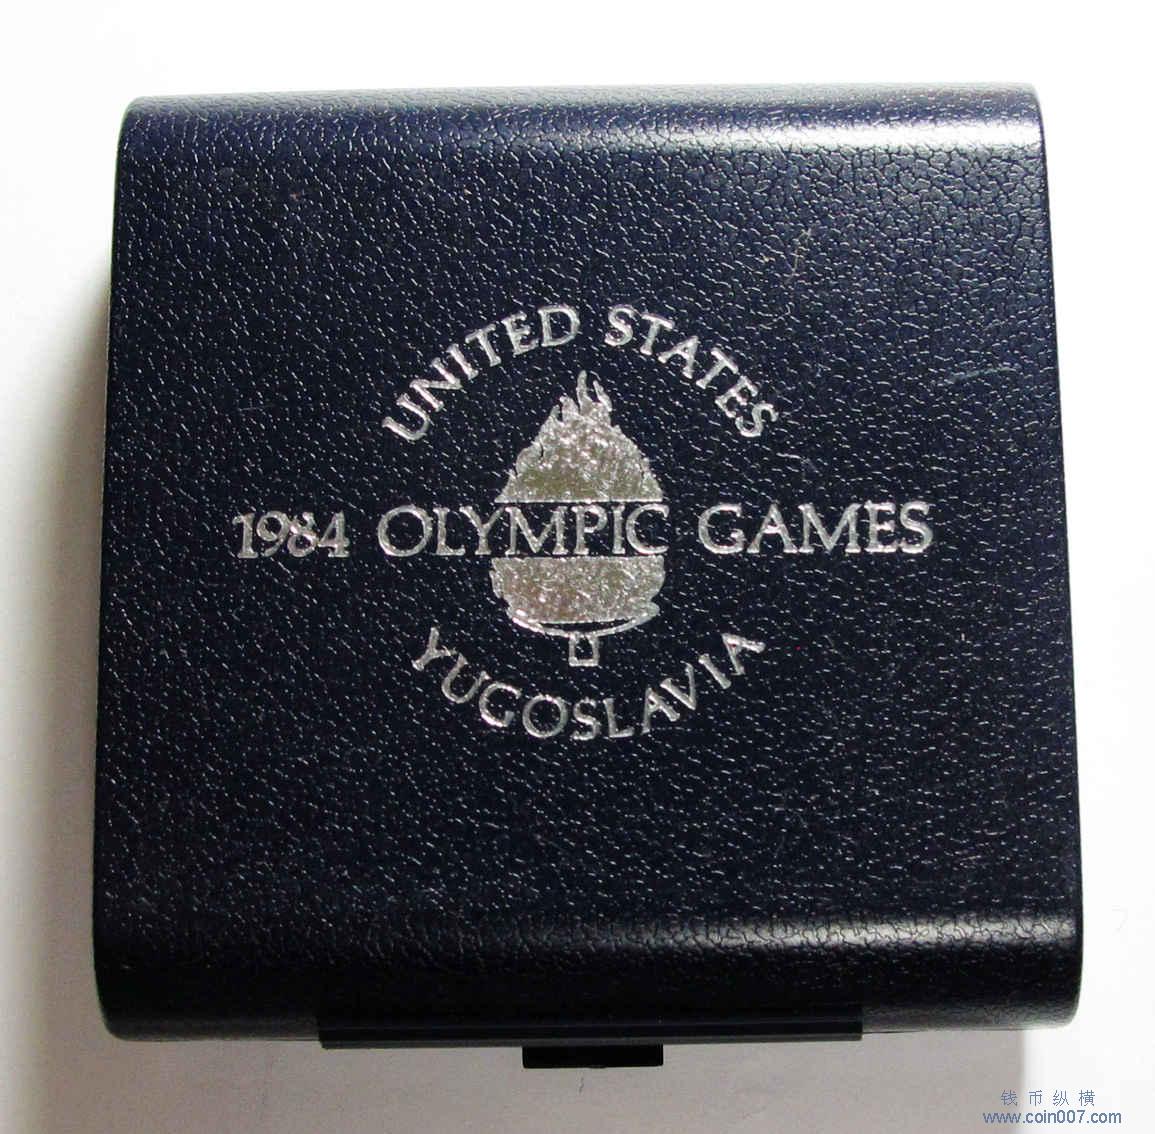 UNITED STATES
1984 OLYMPIC GAMES
YUGOSLAVIA
钱币纵横
www.coin007.com